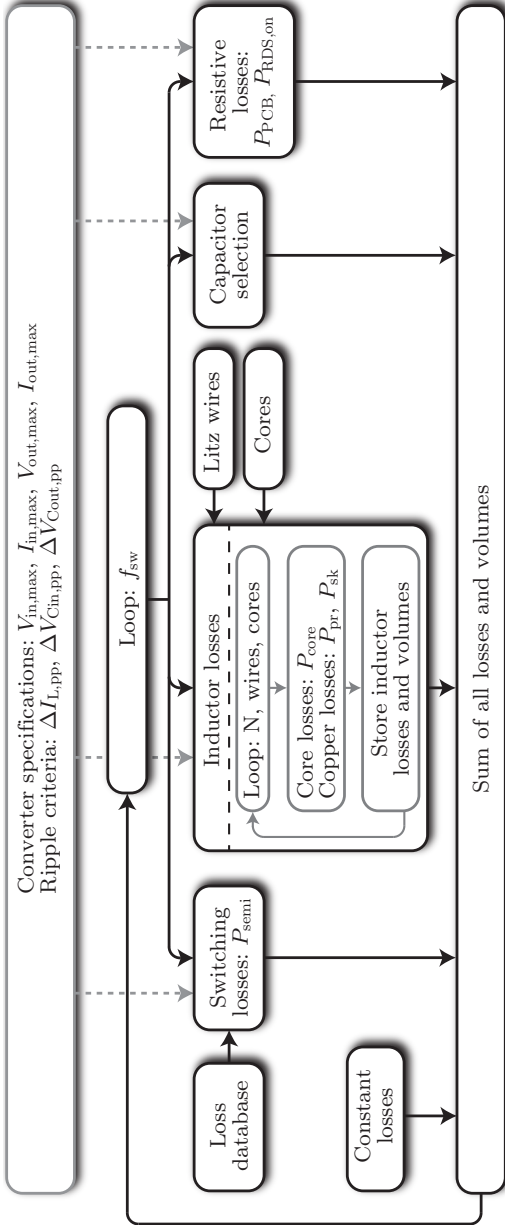 Converter specifications: V_in,max, I_in,max, V_out,max, I_out,max
Ripple criteria: ΔI_L,pp, ΔV_Cin,pp, ΔV_Cout,pp
Loop: f_sw
Loss
database
Switching
losses: P_semi
Inductor losses
Loop: N, wires, cores
Core losses: P_core
Copper losses: P_pr, P_sk
Store inductor
losses and volumes
Litz wires
Cores
Capacitor
selection
Resistive
losses:
P_PCB, P_RDS,on
Constant
losses
Sum of all losses and volumes